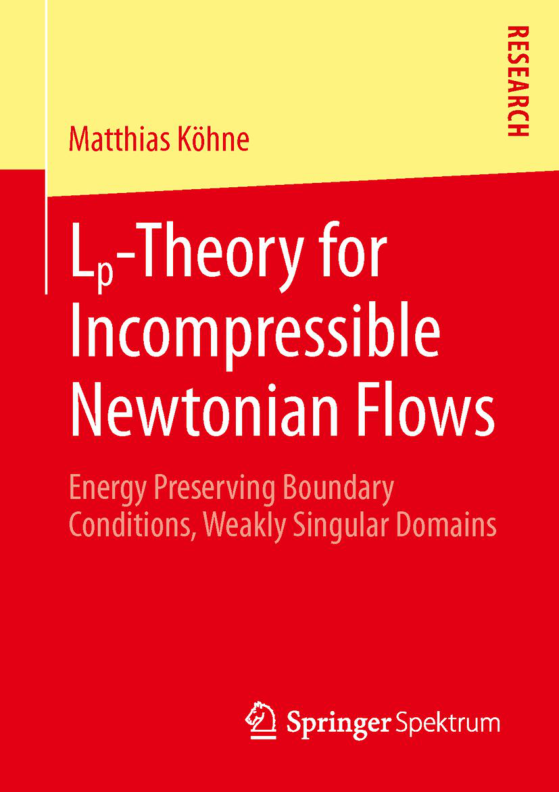 RESEARCH
Matthias Köhne
Lp-Theory for
Incompressible
Newtonian Flows
Energy Preserving Boundary
Conditions, Weakly Singular Domains
Springer Spektrum